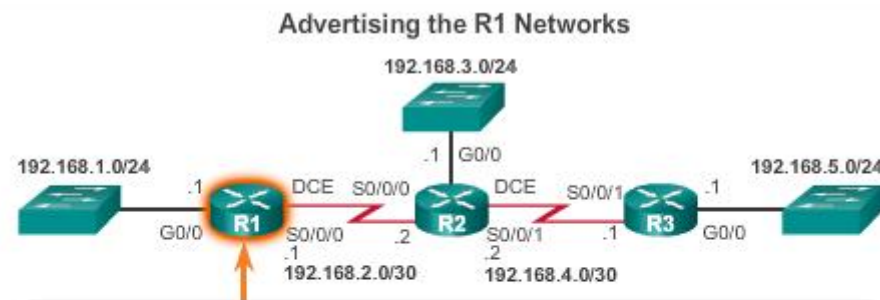 Advertising the R1 Networks
192.168.3.0/24
.1 G0/0
192.168.1.0/24
192.168.5.0/24
.1 DCE S0/0/0 DCE S0/0/1 .1
R1 R2 R3
G0/0 S0/0/0 .2 S0/0/1 .1 G0/0
.1 .2
192.168.2.0/30 192.168.4.0/30